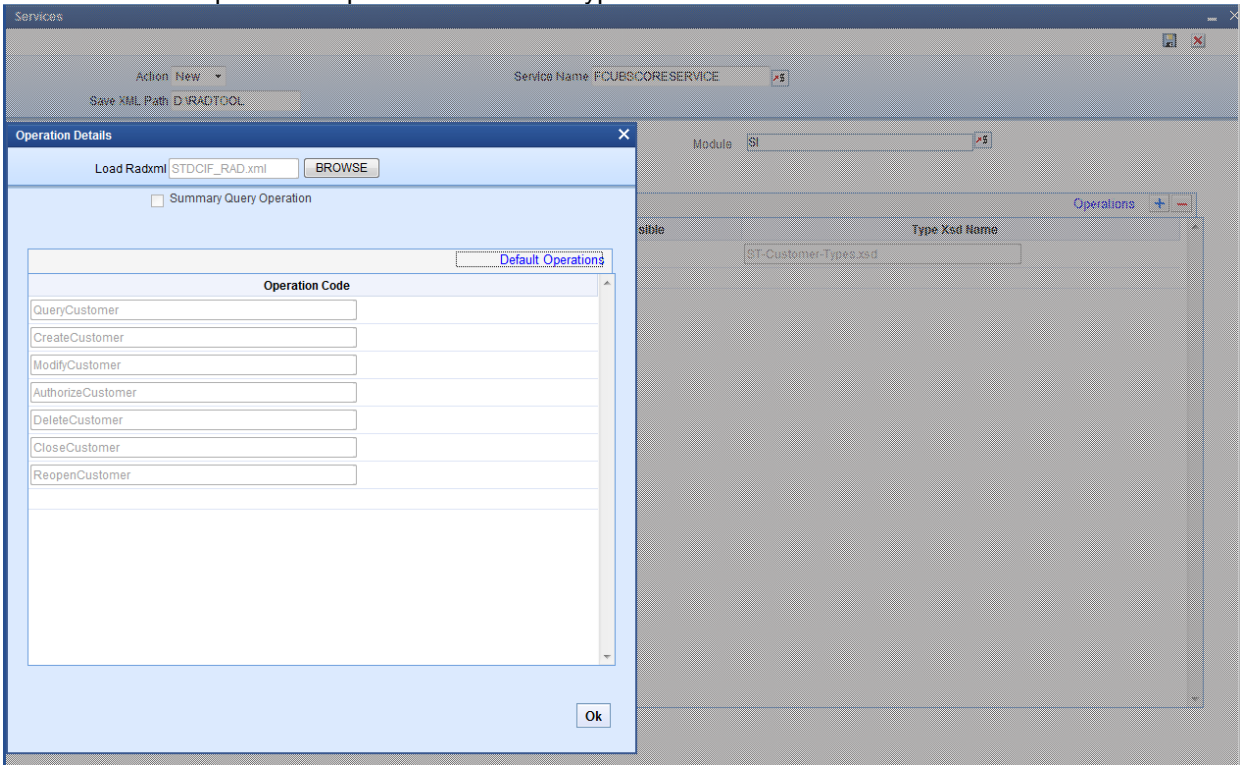 Services
Action New
Service Name FCUBSCORESERVICE
Save XML Path D:\RADTOOL
Operation Details
Module SI
Load Radxml STDCIF_RAD.xml BROWSE
Summary Query Operation
Operations
sible Type Xsd Name
ST-Customer-Types.xsd
Default Operations
Operation Code
QueryCustomer
CreateCustomer
ModifyCustomer
AuthorizeCustomer
DeleteCustomer
CloseCustomer
ReopenCustomer
Ok